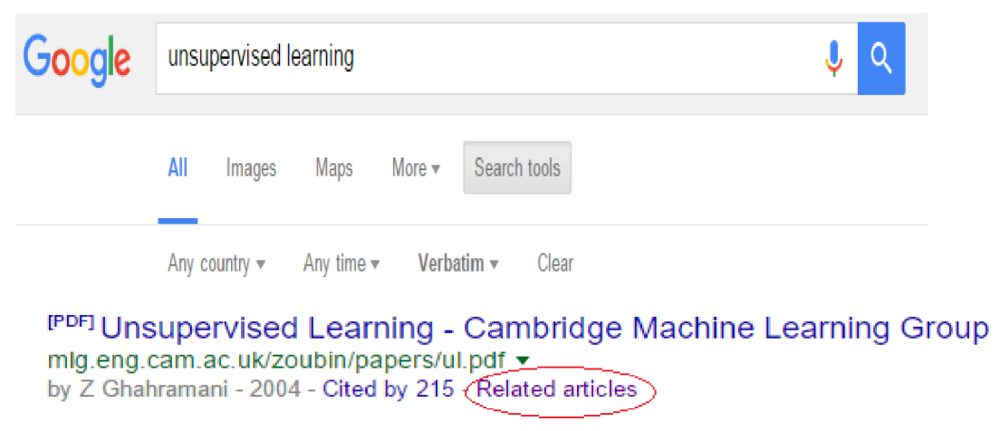 Google unsupervised learning
All Images Maps More Search tools
Any country Any time Verbatim Clear
[PDF] Unsupervised Learning - Cambridge Machine Learning Group
mlg.eng.cam.ac.uk/zoubin/papers/ul.pdf
by Z Ghahramani - 2004 - Cited by 215 - Related articles